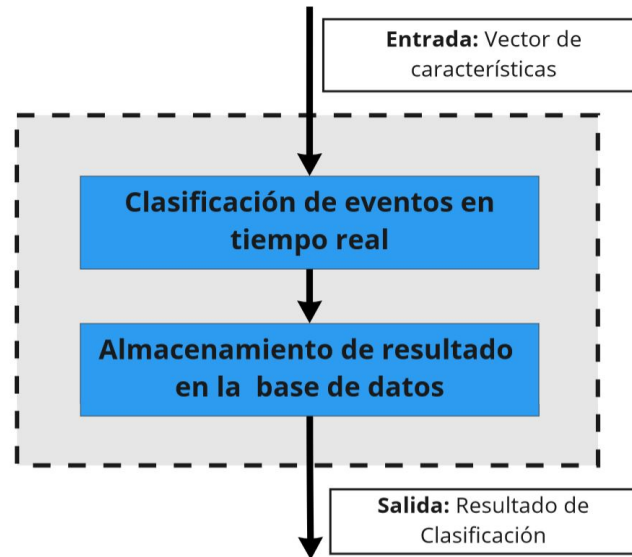 Entrada: Vector de
características
Clasificación de eventos en
tiempo real
Almacenamiento de resultado
en la base de datos
Salida: Resultado de
Clasificación